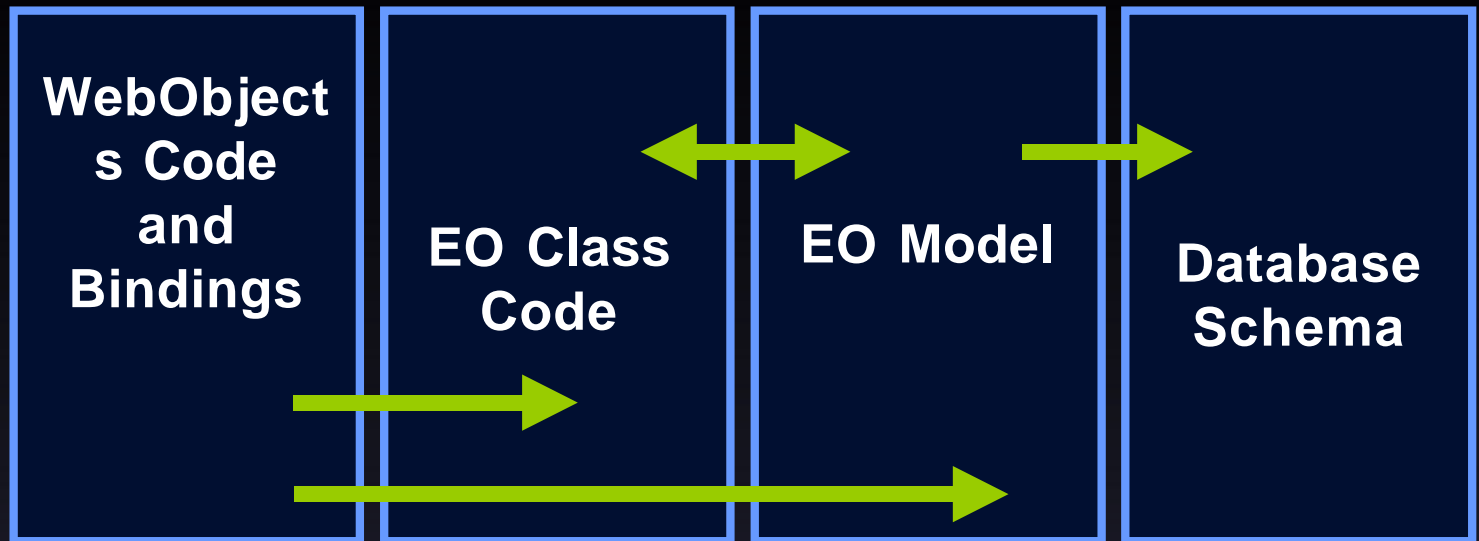 WebObject
s Code
and
Bindings
EO Class
Code
EO Model
Database
Schema